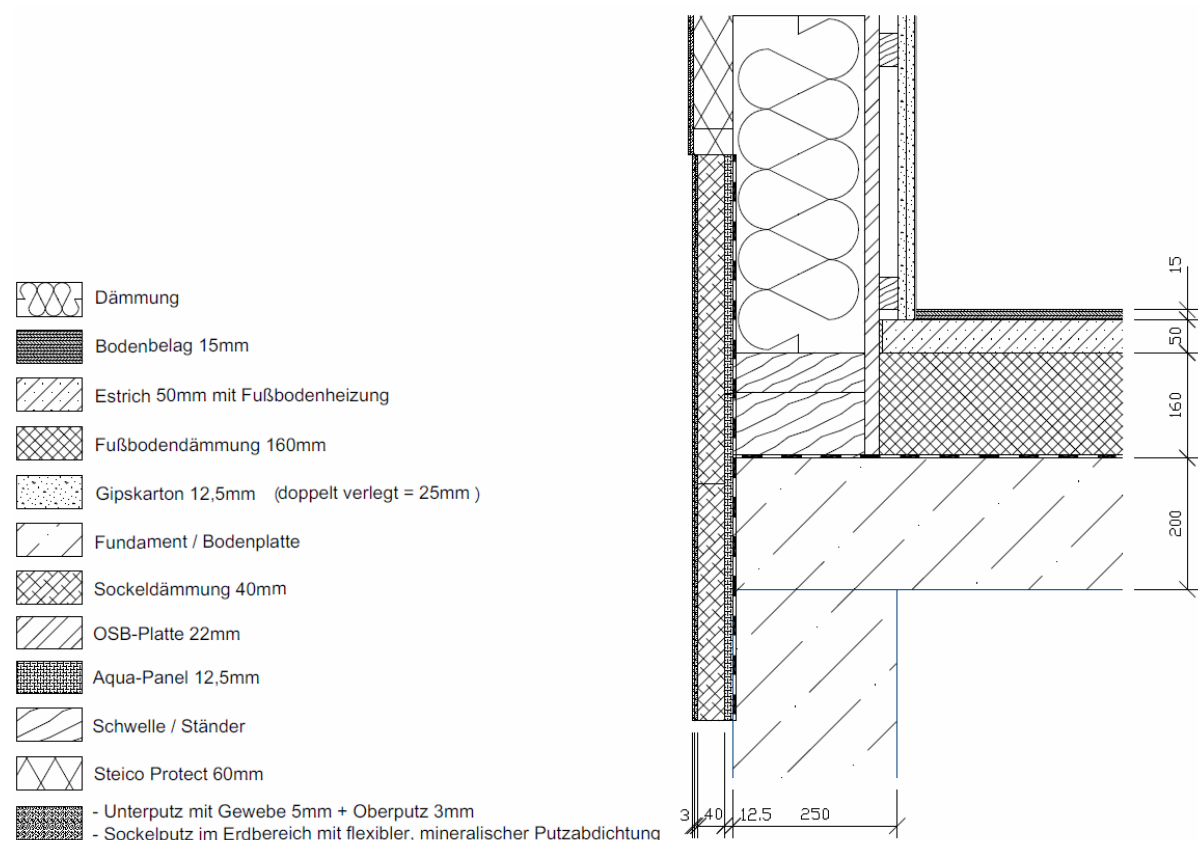 Dämmung
Bodenbelag 15mm
Estrich 50mm mit Fußbodenheizung
Fußbodendämmung 160mm
Gipskarton 12,5mm (doppelt verlegt = 25mm )
Fundament / Bodenplatte
Sockeldämmung 40mm
OSB-Platte 22mm
Aqua-Panel 12,5mm
Schwelle / Ständer
Steico Protect 60mm
- Unterputz mit Gewebe 5mm + Oberputz 3mm
- Sockelputz im Erdbereich mit flexibler, mineralischer Putzabdichtung
15
50
160
200
3 40 12.5 250